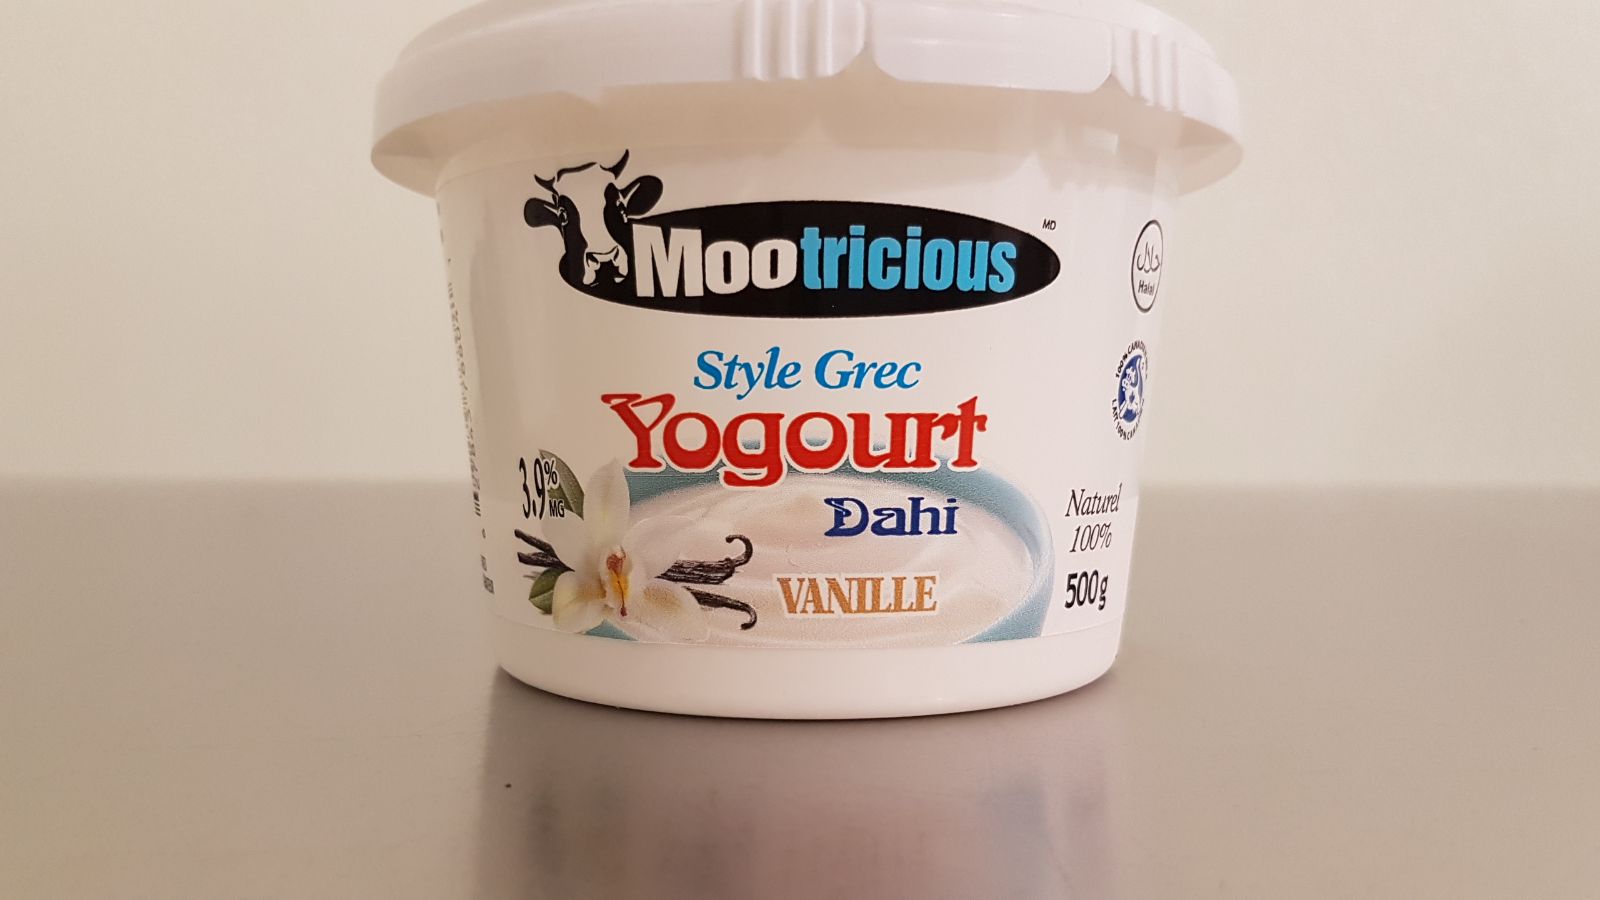 Mootricious MD
Style Grec
Yogourt
Dahi
VANILLE
3.9% MG
Halal
Naturel
100%
500g